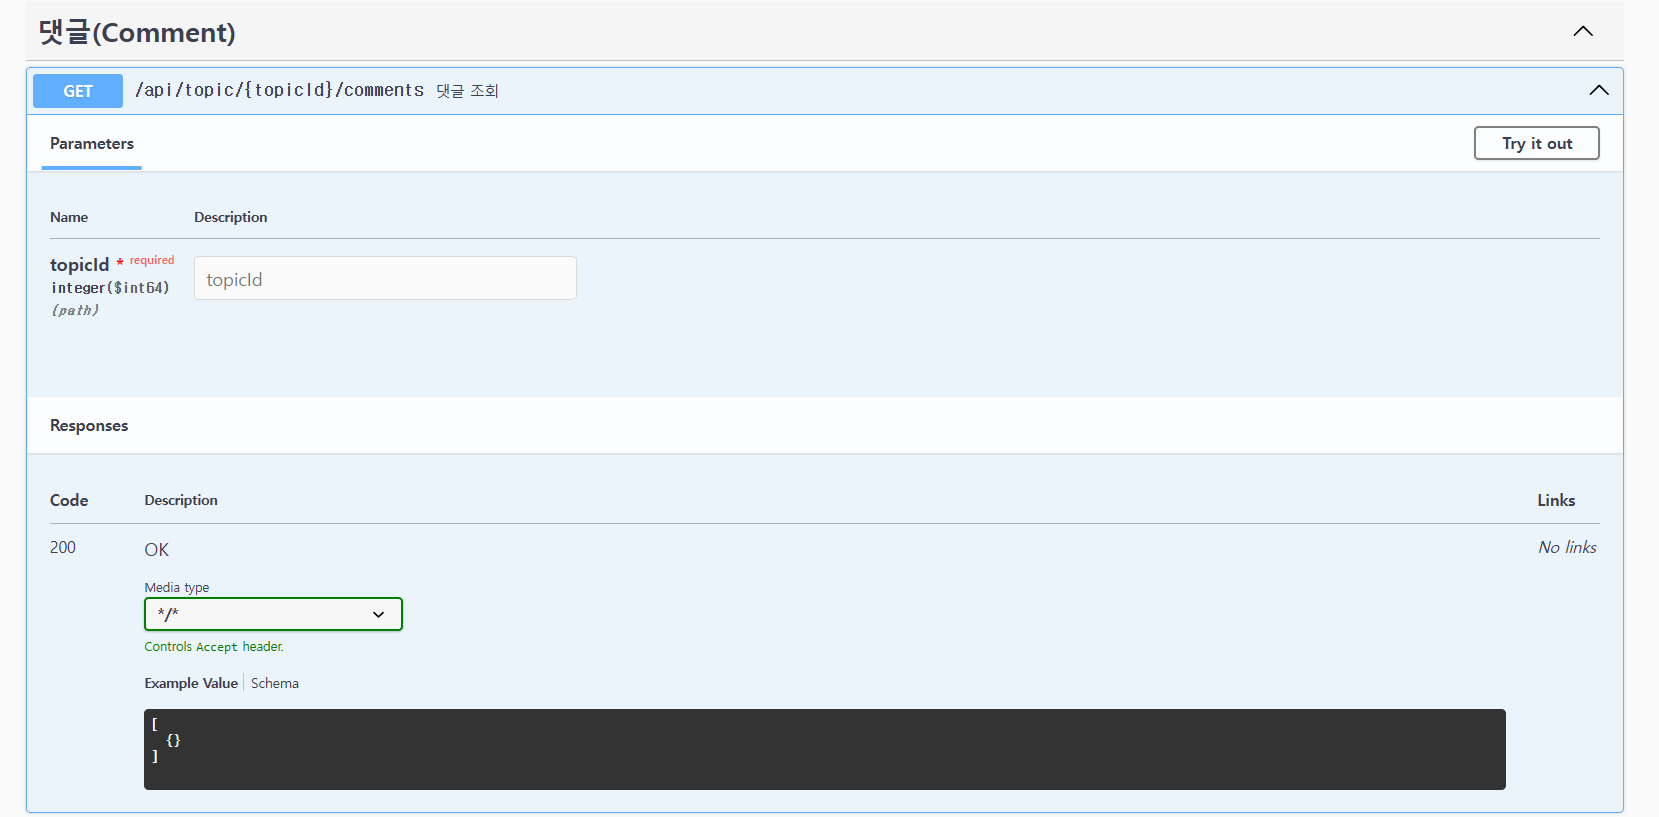 댓글(Comment)
GET /api/topic/{topicId}/comments 댓글 조회
Parameters
Try it out
Name Description
topicId * required
integer($int64)
(path)
topicId
Responses
Code Description Links
200 OK No links
Media type
*/*
Controls Accept header.
Example Value Schema
[
  {}
]